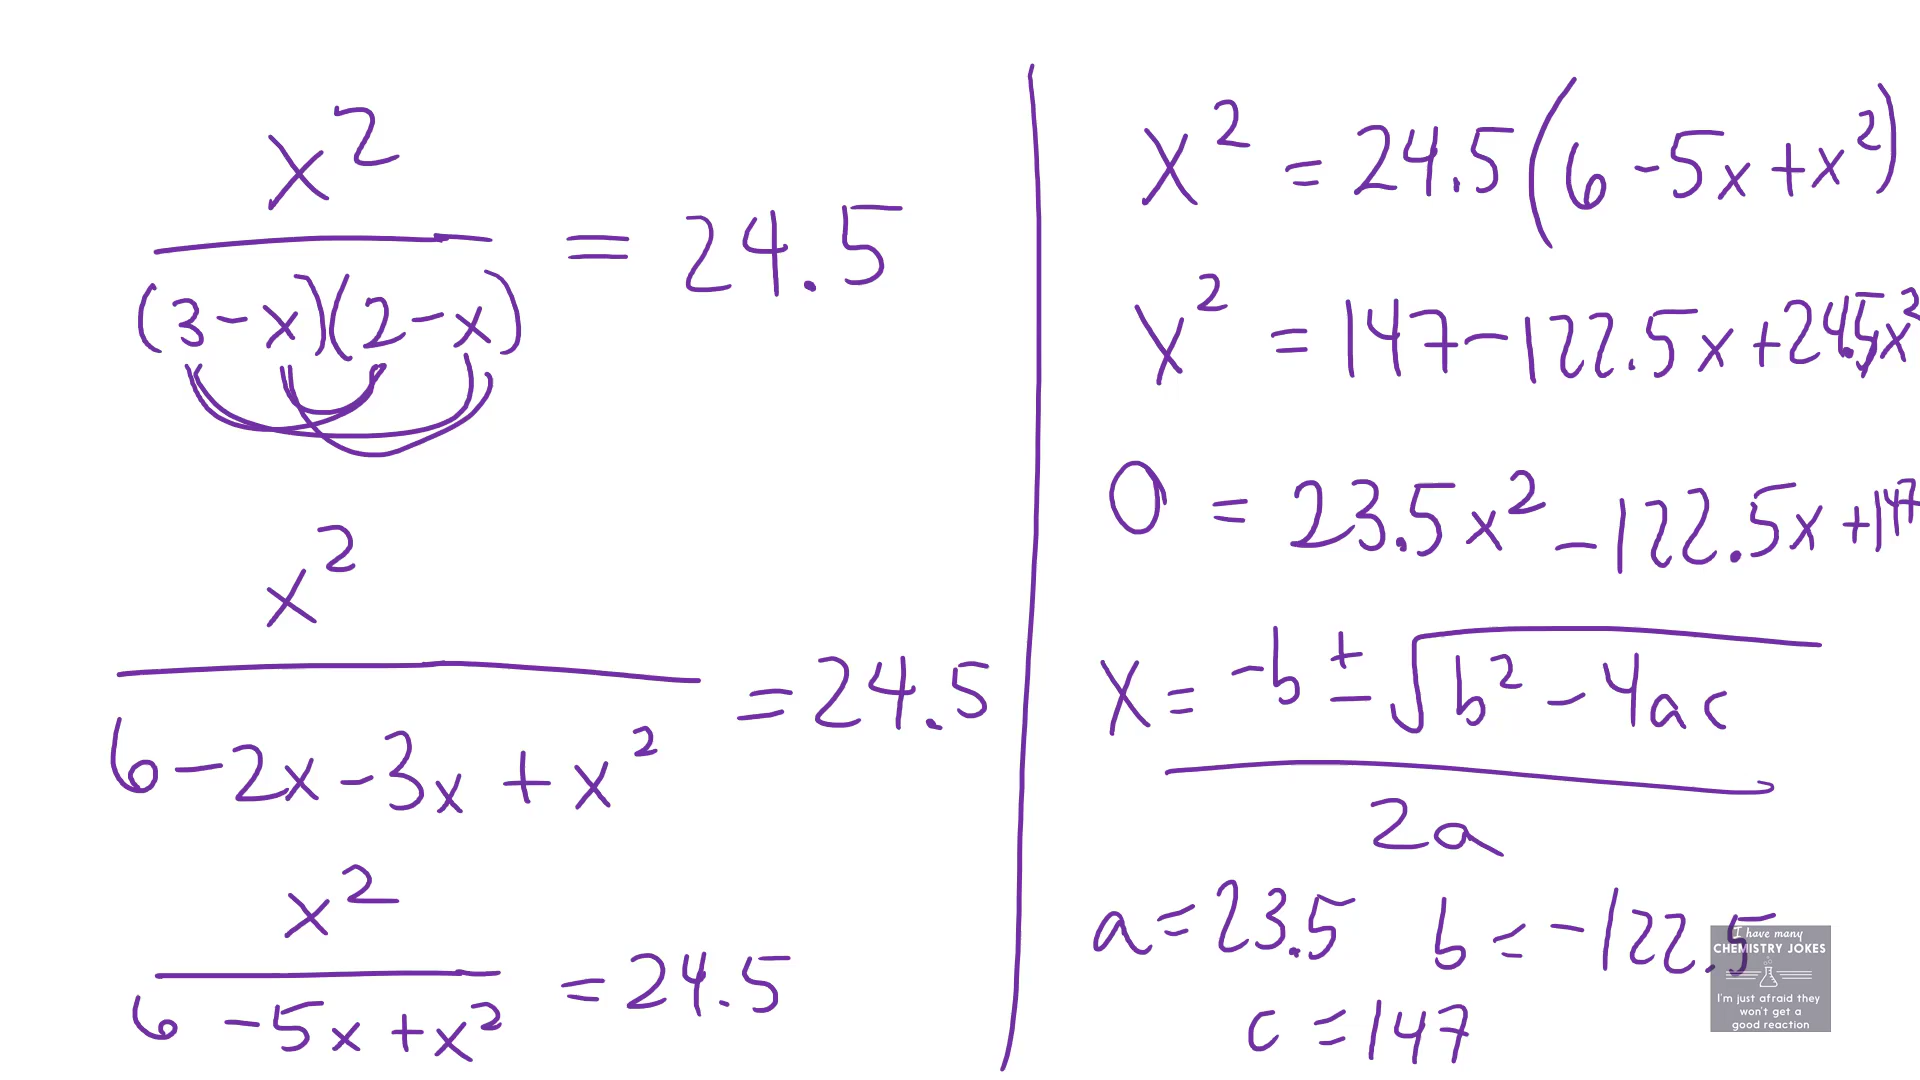 x² / (3-x)(2-x) = 24.5
x² / 6-2x-3x+x² = 24.5
x² / 6-5x+x² = 24.5
x² = 24.5(6-5x+x²)
x² = 147-122.5x+24.5x²
0 = 23.5x²-122.5x+147
x = -b±√b²-4ac / 2a
a=23.5 b=-122.5
c=147
I have many
CHEMISTRY JOKES
I'm just afraid they
won't get a
good reaction